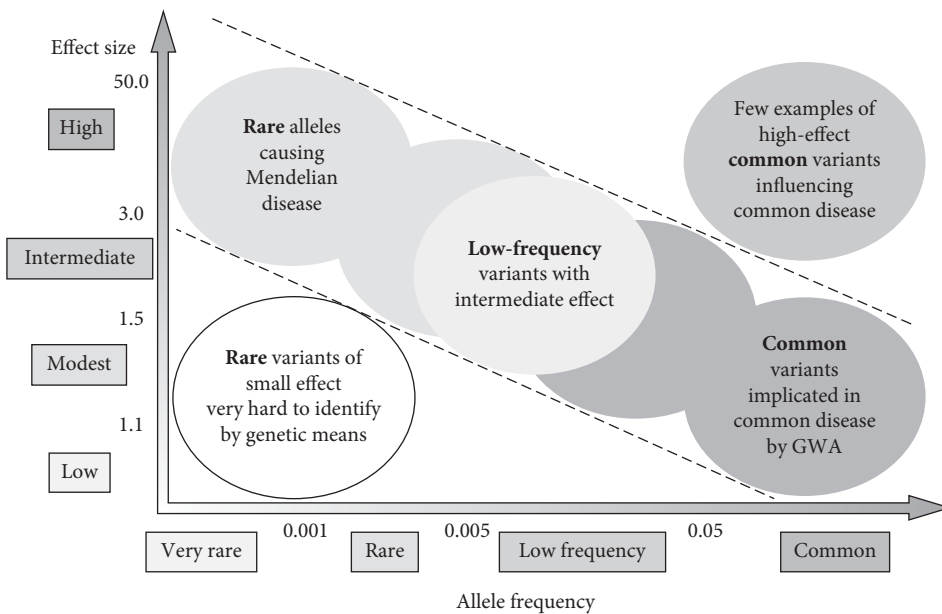 Effect size
50.0
High
3.0
Intermediate
1.5
Modest
1.1
Low
Rare alleles
causing
Mendelian
disease
Few examples of
high-effect
common variants
influencing
common disease
Low-frequency
variants with
intermediate effect
Rare variants of
small effect
very hard to identify
by genetic means
Common
variants
implicated in
common disease
by GWA
0.001
0.005
0.05
Very rare
Rare
Low frequency
Common
Allele frequency